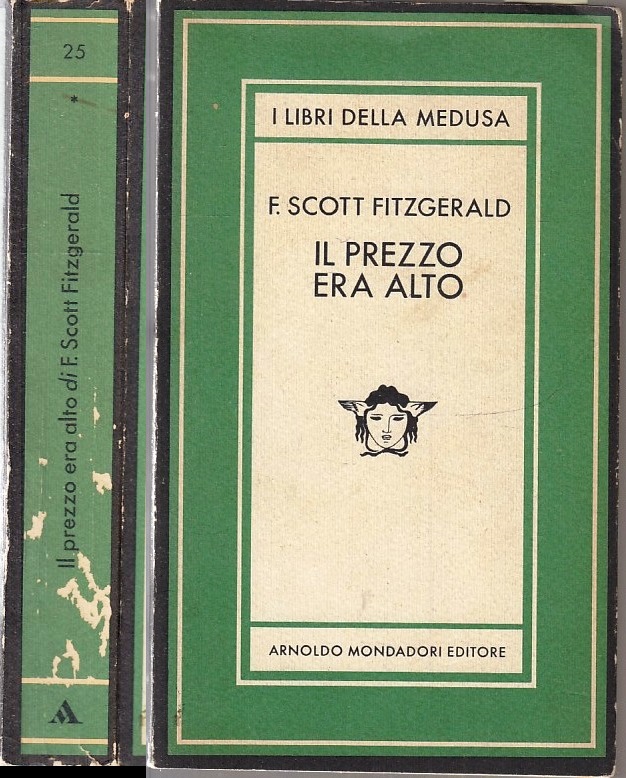 25
*
Il prezzo era alto di F. Scott Fitzgerald
I LIBRI DELLA MEDUSA
F. SCOTT FITZGERALD
IL PREZZO
ERA ALTO
ARNOLDO MONDADORI EDITORE